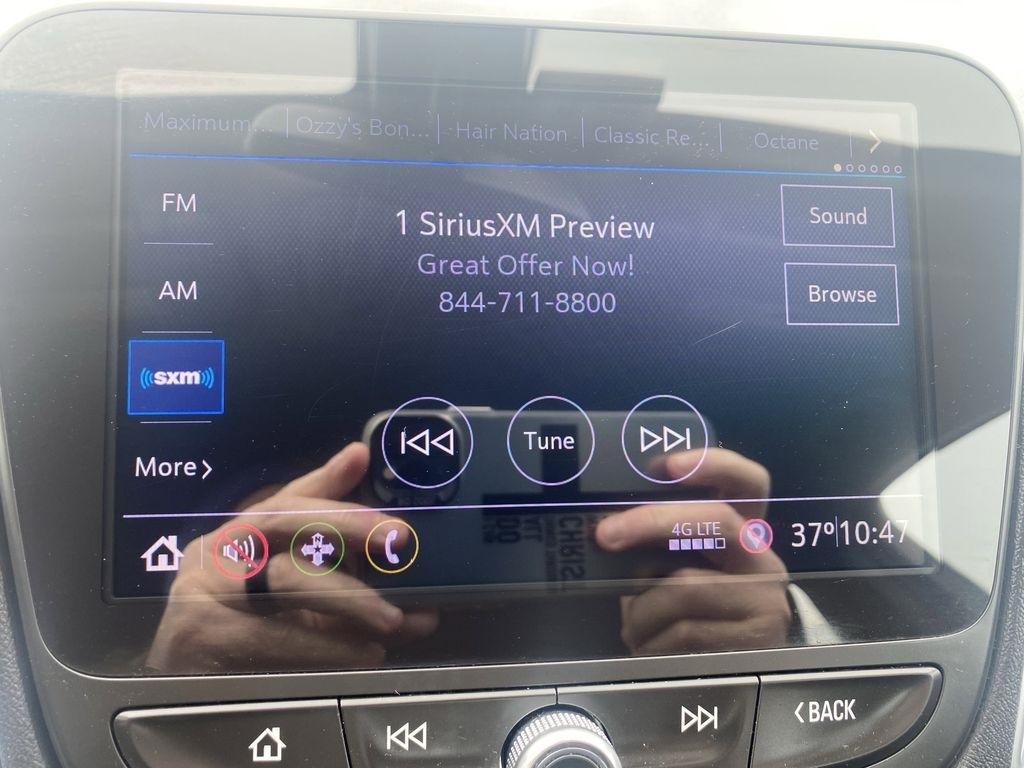 Maximum... Ozzy's Bon... Hair Nation Classic Re... Octane
FM
1 SiriusXM Preview
Sound
Great Offer Now!
AM
844-711-8800
Browse
sxm
Tune
More
4G LTE
37° 10:47
N
CHRIST
BACK